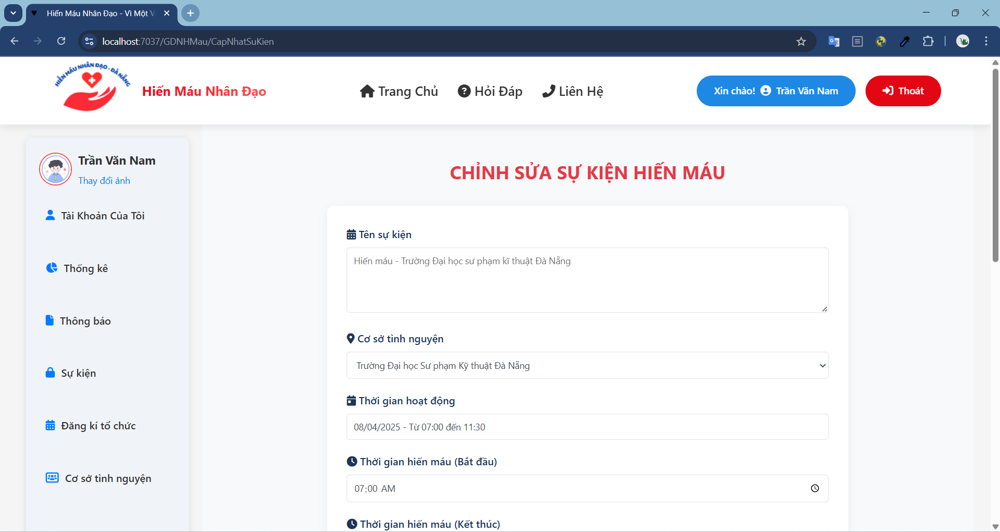 Hiến Máu Nhân Đạo - Vì Một V
localhost:7037/GDNHMau/CapNhatSuKien
HIẾN MÁU NHÂN ĐẠO - ĐÀ NẴNG
Hiến Máu Nhân Đạo
Trang Chủ
Hỏi Đáp
Liên Hệ
Xin chào! Trần Văn Nam
Thoát
Trần Văn Nam
Thay đổi ảnh
Tài Khoản Của Tôi
Thống kê
Thông báo
Sự kiện
Đăng kí tổ chức
Cơ sở tình nguyện
CHỈNH SỬA SỰ KIỆN HIẾN MÁU
Tên sự kiện
Hiến máu - Trường Đại học sư phạm kĩ thuật Đà Nẵng
Cơ sở tình nguyện
Trường Đại học Sư phạm Kỹ thuật Đà Nẵng
Thời gian hoạt động
08/04/2025 - Từ 07:00 đến 11:30
Thời gian hiến máu (Bắt đầu)
07:00 AM
Thời gian hiến máu (Kết thúc)